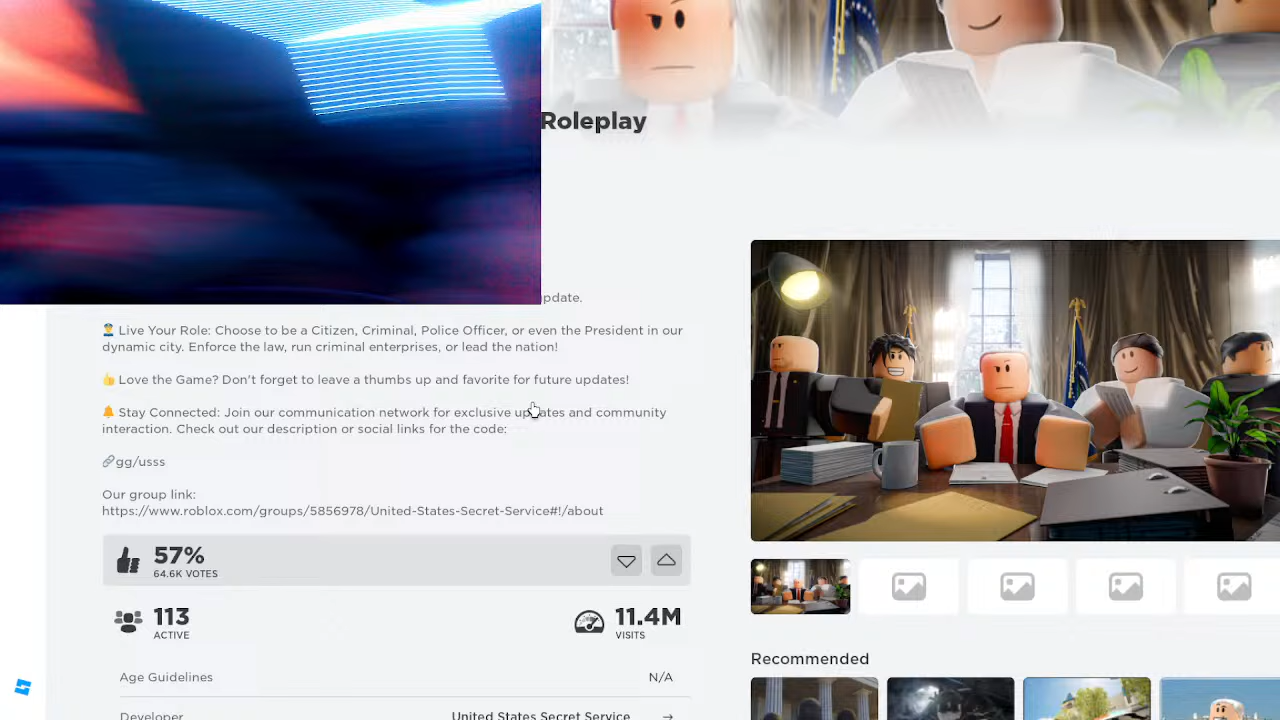 Roleplay
update.
Live Your Role: Choose to be a Citizen, Criminal, Police Officer, or even the President in our
dynamic city. Enforce the law, run criminal enterprises, or lead the nation!
Love the Game? Don't forget to leave a thumbs up and favorite for future updates!
Stay Connected: Join our communication network for exclusive updates and community
interaction. Check out our description or social links for the code:
gg/usss
Our group link:
https://www.roblox.com/groups/5856978/United-States-Secret-Service#!/about
57%
64.6K VOTES
113
ACTIVE
11.4M
VISITS
Recommended
Age Guidelines N/A
Developer United States Secret Service →